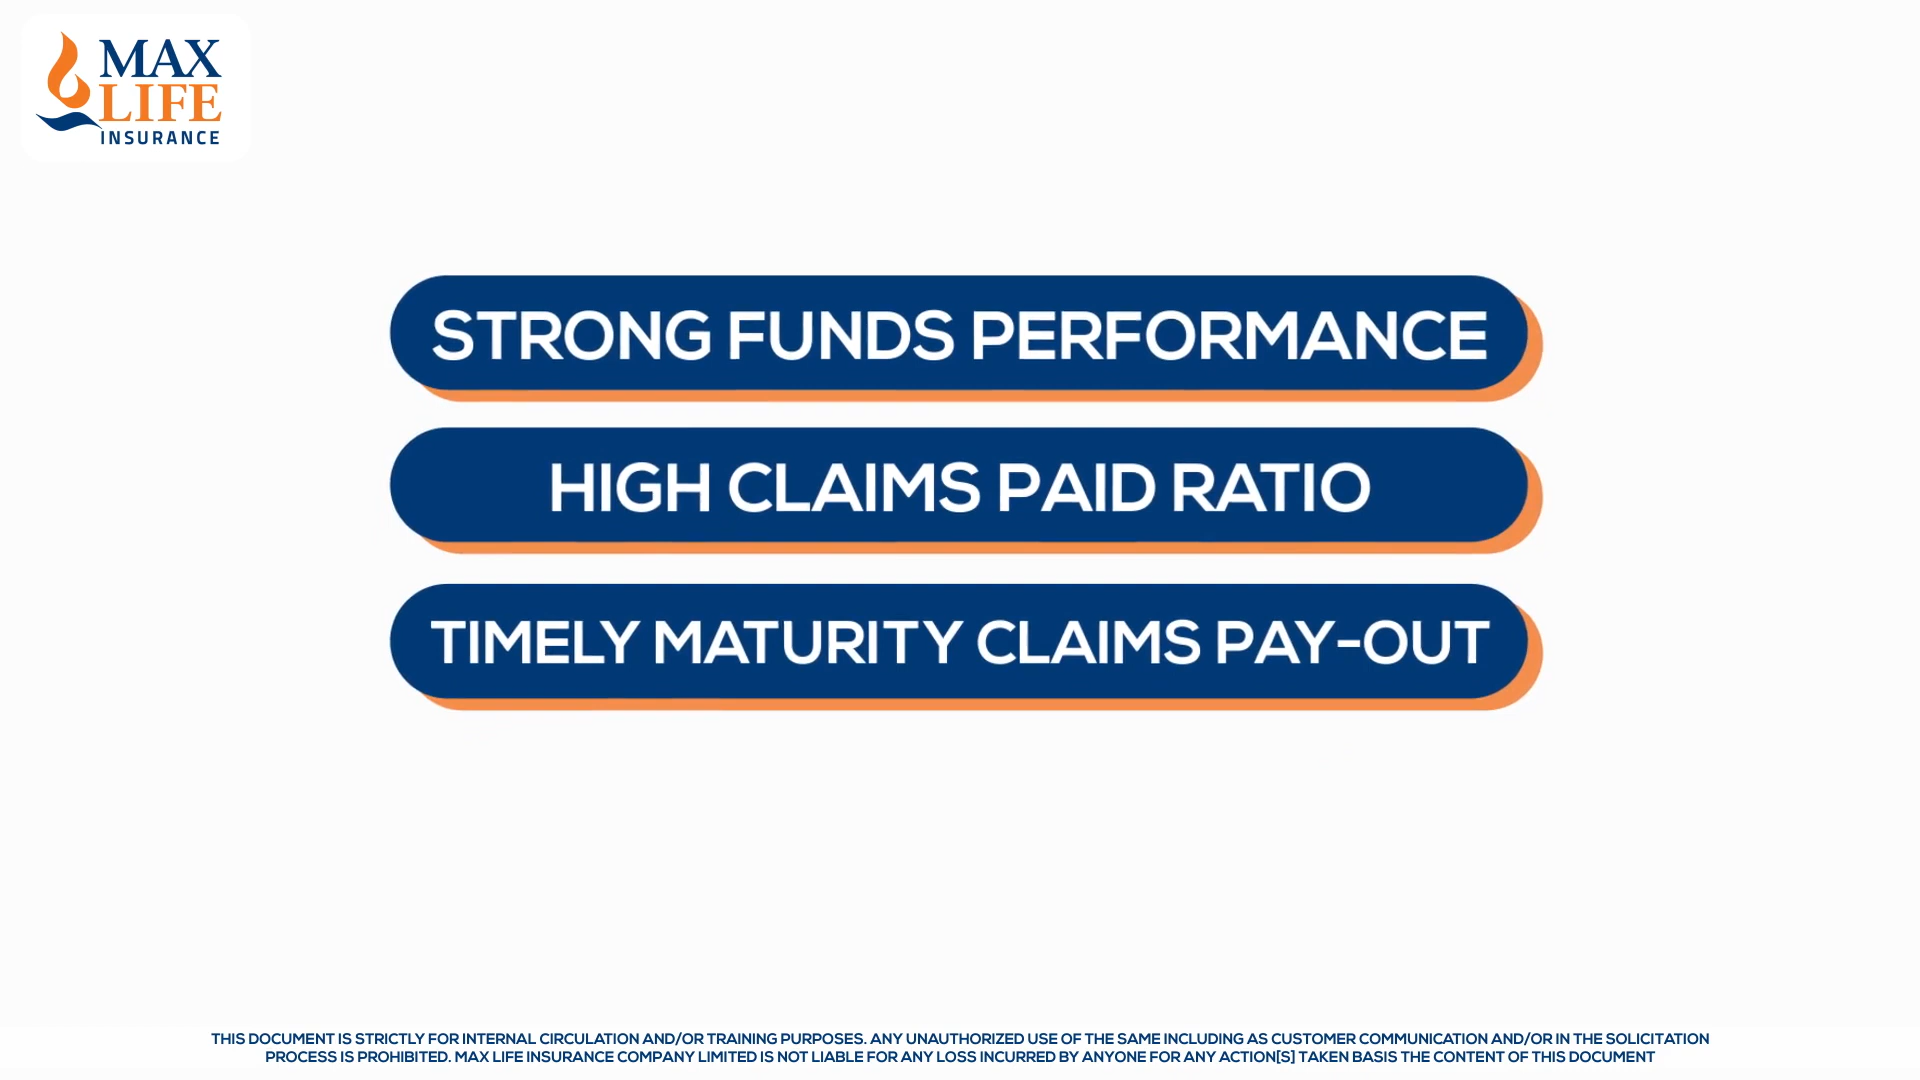 MAX
LIFE
INSURANCE
STRONG FUNDS PERFORMANCE
HIGH CLAIMS PAID RATIO
TIMELY MATURITY CLAIMS PAY-OUT
THIS DOCUMENT IS STRICTLY FOR INTERNAL CIRCULATION AND/OR TRAINING PURPOSES. ANY UNAUTHORIZED USE OF THE SAME INCLUDING AS CUSTOMER COMMUNICATION AND/OR IN THE SOLICITATION
PROCESS IS PROHIBITED. MAX LIFE INSURANCE COMPANY LIMITED IS NOT LIABLE FOR ANY LOSS INCURRED BY ANYONE FOR ANY ACTION[S] TAKEN BASIS THE CONTENT OF THIS DOCUMENT